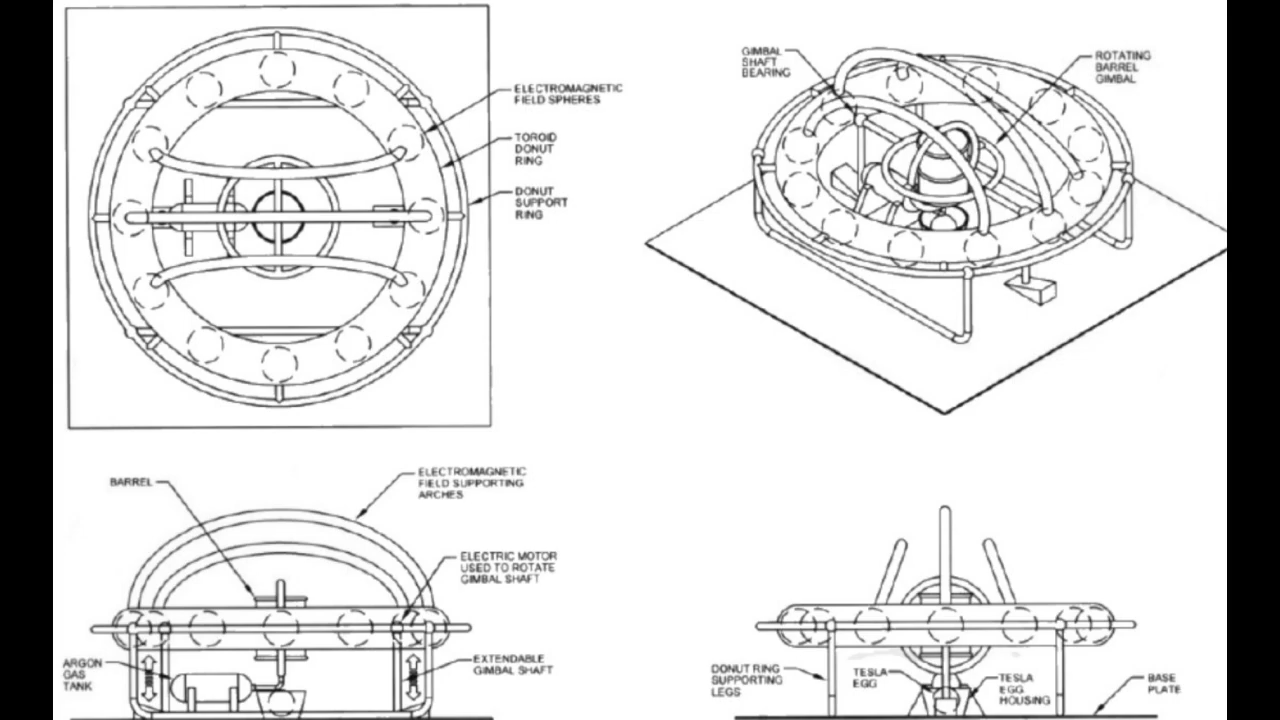 ELECTROMAGNETIC
FIELD SPHERES
TOROID
DONUT
RING
DONUT
SUPPORT
RING
GIMBAL
SHAFT
BEARING
ROTATING
BARREL
GIMBAL
BARREL
ELECTROMAGNETIC
FIELD SUPPORTING
ARCHES
ELECTRIC MOTOR
USED TO ROTATE
GIMBAL SHAFT
ARGON
GAS
TANK
EXTENDABLE
GIMBAL SHAFT
DONUT RING
SUPPORTING
LEGS
TESLA
EGG
TESLA
EGG
HOUSING
BASE
PLATE